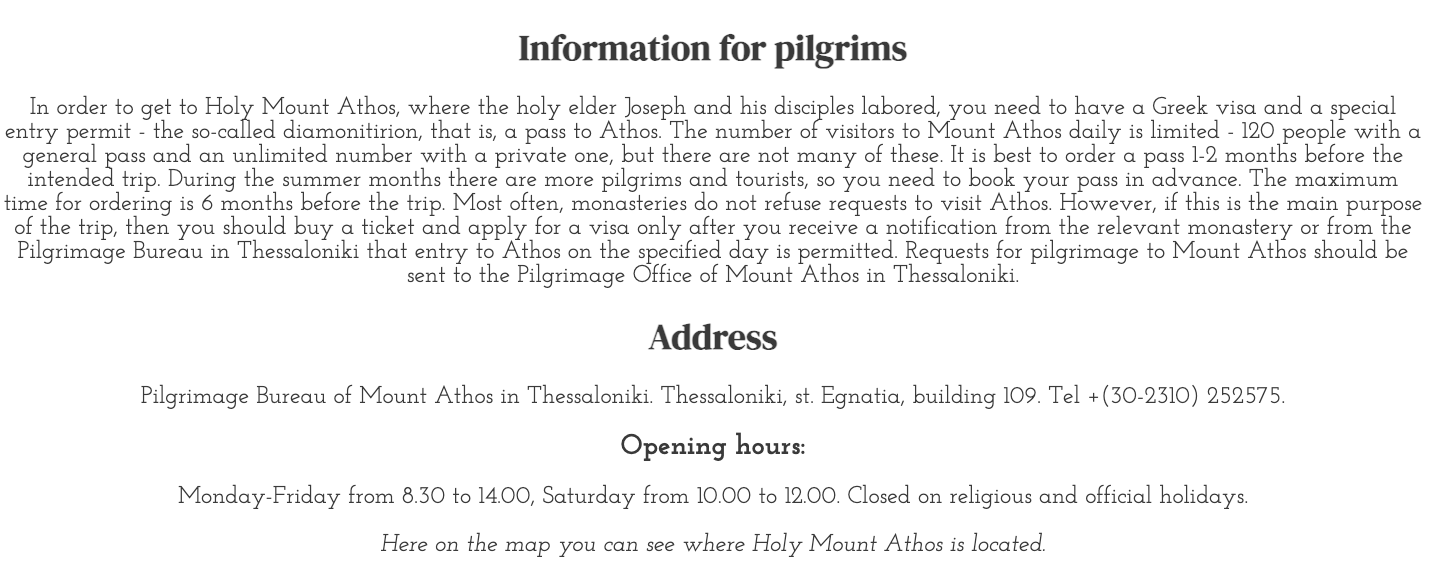 Information for pilgrims
In order to get to Holy Mount Athos, where the holy elder Joseph and his disciples labored, you need to have a Greek visa and a special
entry permit - the so-called diamonitirion, that is, a pass to Athos. The number of visitors to Mount Athos daily is limited - 120 people with a
general pass and an unlimited number with a private one, but there are not many of these. It is best to order a pass 1-2 months before the
intended trip. During the summer months there are more pilgrims and tourists, so you need to book your pass in advance. The maximum
time for ordering is 6 months before the trip. Most often, monasteries do not refuse requests to visit Athos. However, if this is the main purpose
of the trip, then you should buy a ticket and apply for a visa only after you receive a notification from the relevant monastery or from the
Pilgrimage Bureau in Thessaloniki that entry to Athos on the specified day is permitted. Requests for pilgrimage to Mount Athos should be
sent to the Pilgrimage Office of Mount Athos in Thessaloniki.
Address
Pilgrimage Bureau of Mount Athos in Thessaloniki. Thessaloniki, st. Egnatia, building 109. Tel +(30-2310) 252575.
Opening hours:
Monday-Friday from 8.30 to 14.00, Saturday from 10.00 to 12.00. Closed on religious and official holidays.
Here on the map you can see where Holy Mount Athos is located.